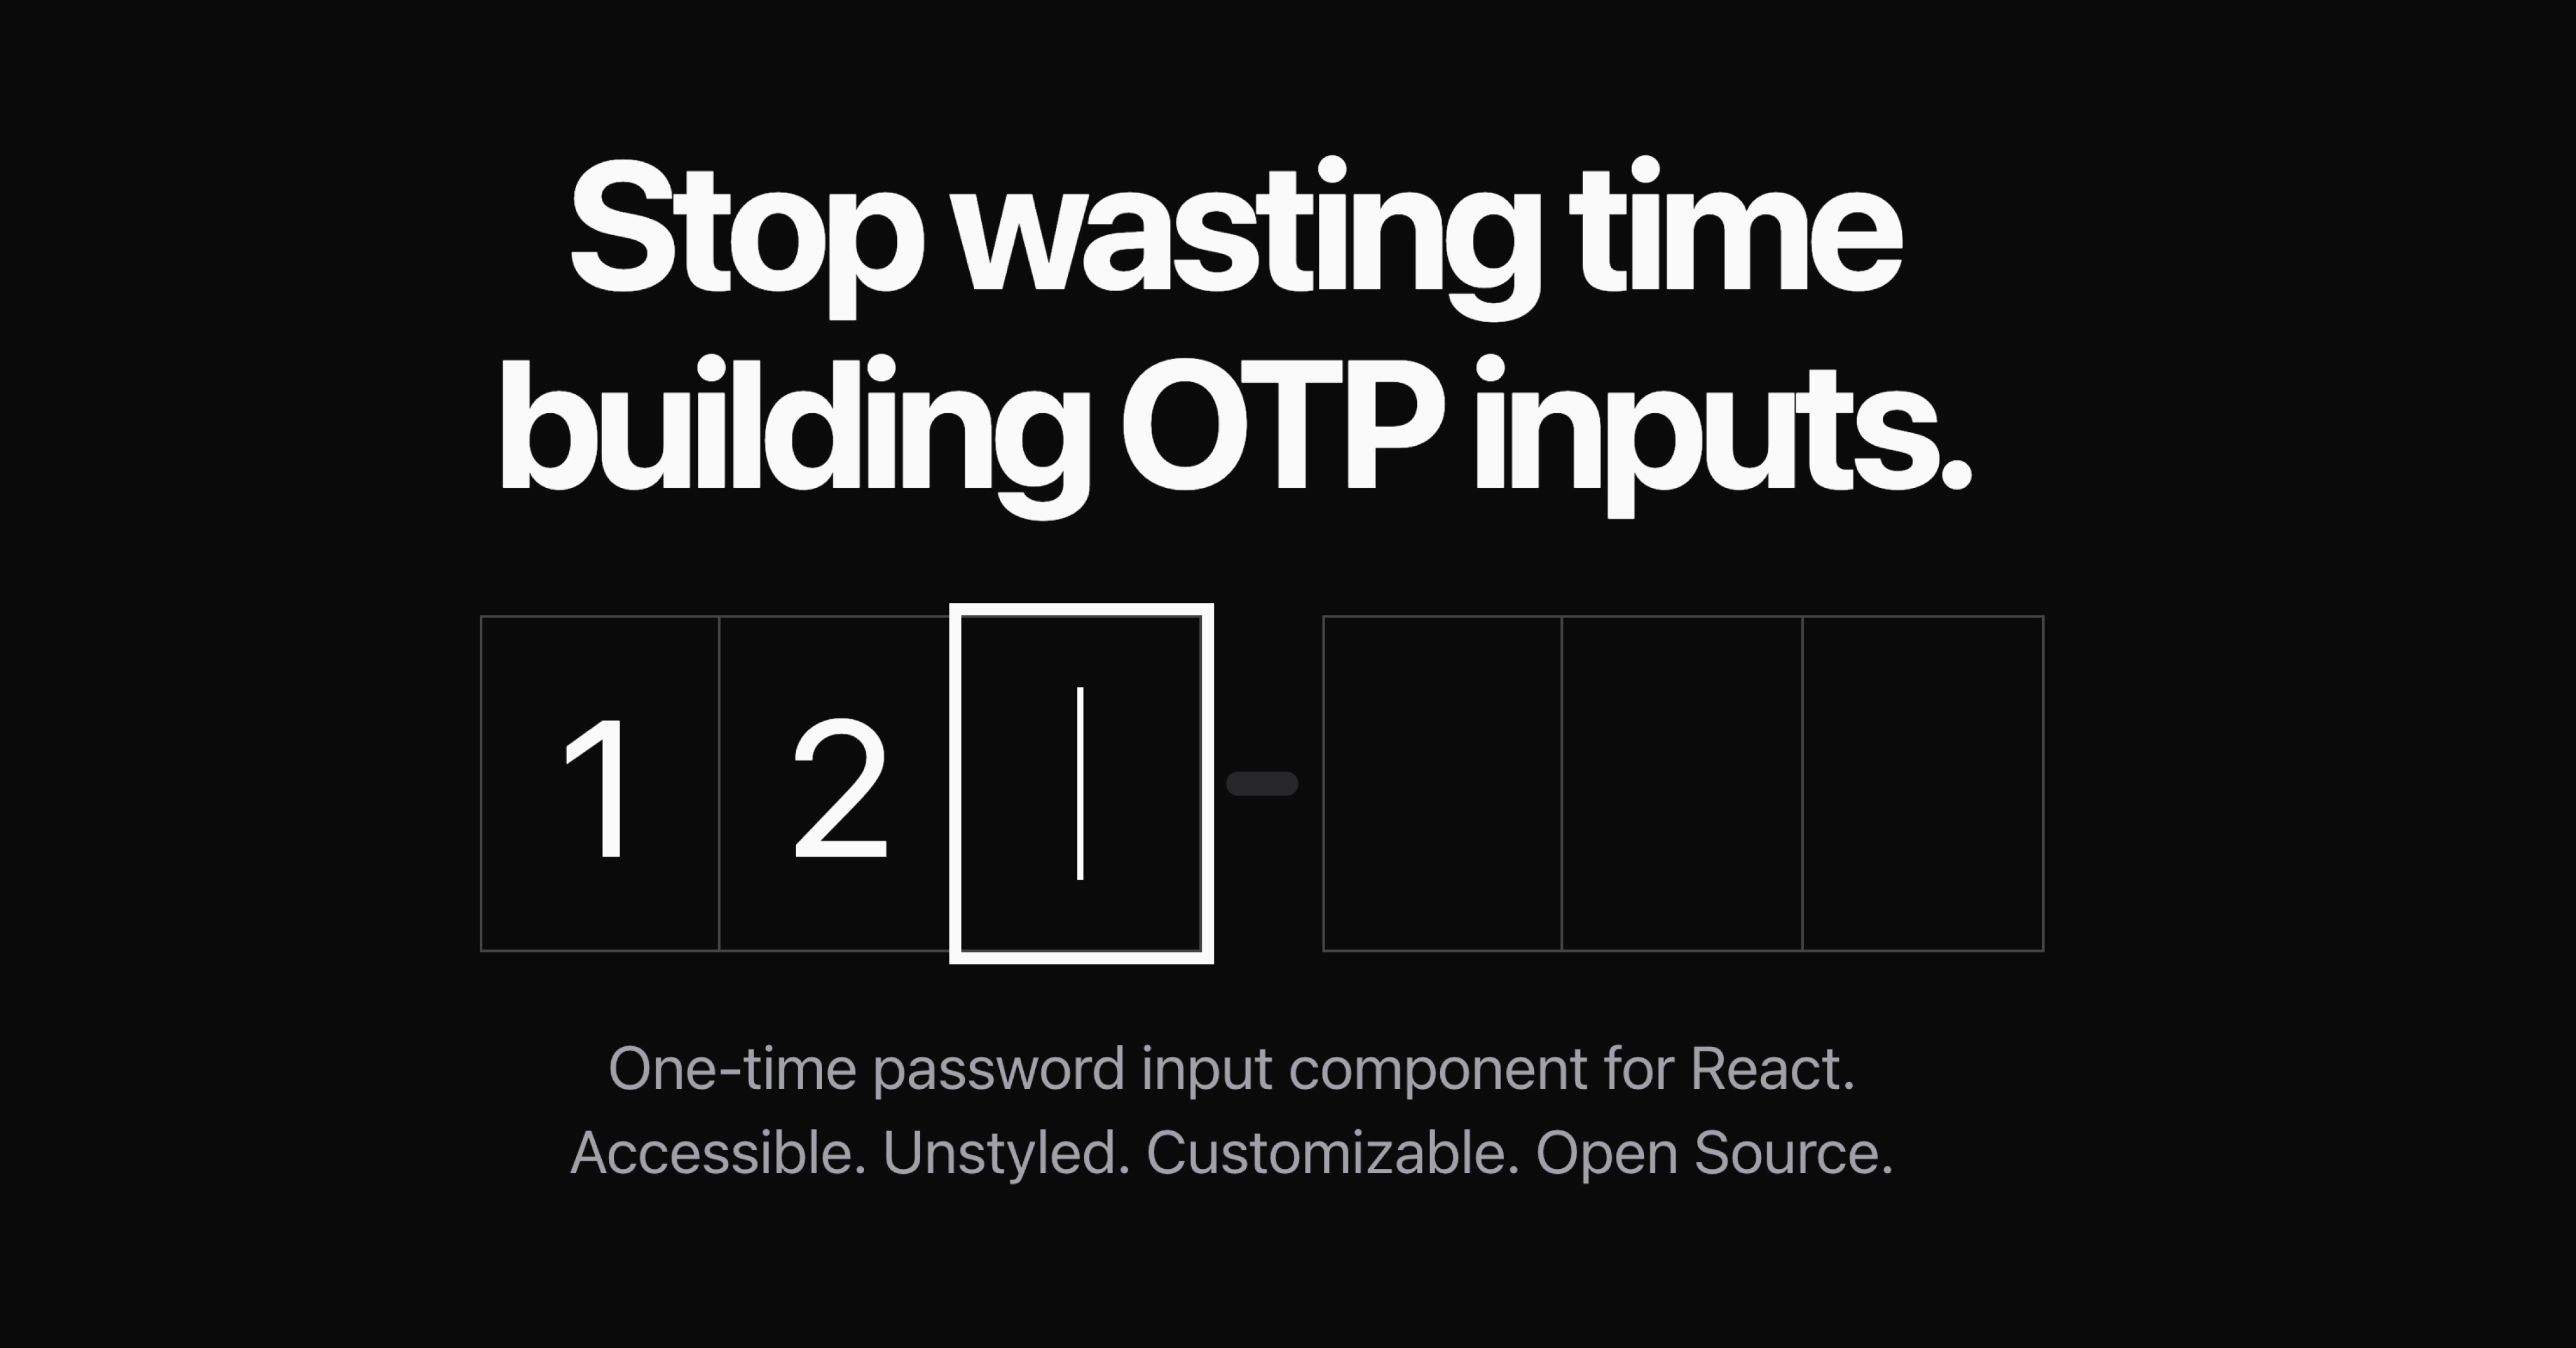 Stop wasting time
building OTP inputs.
1 2
One-time password input component for React.
Accessible. Unstyled. Customizable. Open Source.